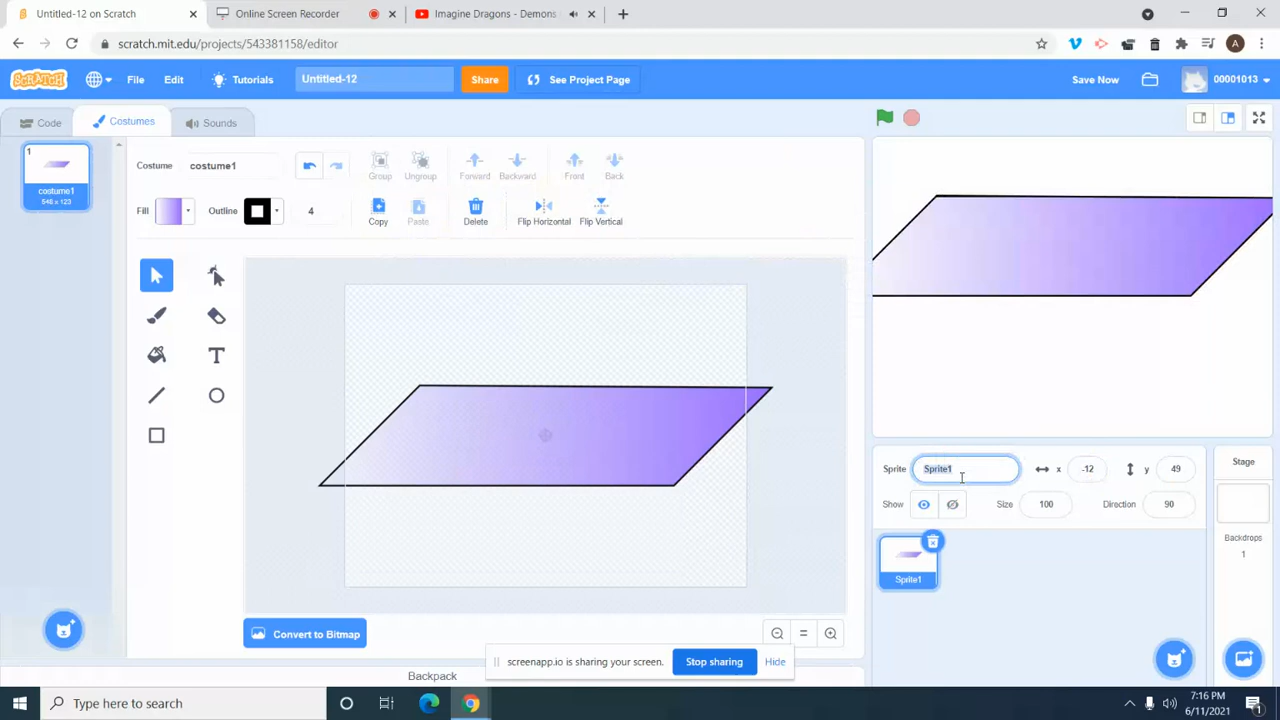 Untitled-12 on Scratch
Online Screen Recorder
Imagine Dragons - Demons
scratch.mit.edu/projects/543381158/editor
A
SCRATCH
File
Edit
Tutorials
Untitled-12
Share
See Project Page
Save Now
00001013
Code
Costumes
Sounds
1
costume1
546 x 123
Costume
costume1
Group
Ungroup
Forward
Backward
Front
Back
Fill
Outline
4
Copy
Paste
Delete
Flip Horizontal
Flip Vertical
Convert to Bitmap
Backpack
screenapp.io is sharing your screen.
Stop sharing
Hide
Sprite
Sprite1
x
-12
y
49
Show
Size
100
Direction
90
Sprite1
Stage
Backdrops
1
Type here to search
7:16 PM
6/11/2021
1